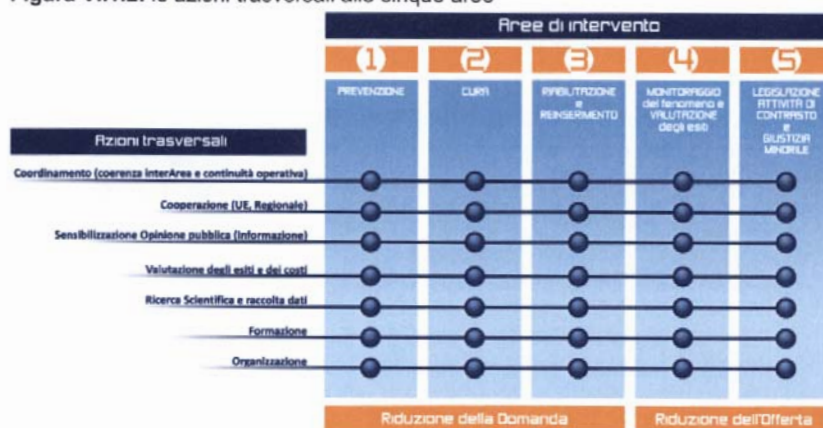 Aree di intervento
1 2 3 4 5
PREVENZIONE
CURA
RIABILITAZIONE
e
REINSERIMENTO
MONITORAGGIO
del fenomeno e
VALUTAZIONE
degli esiti
LEGISLAZIONE
ATTIVITÀ DI
CONTRASTO
e
GIUSTIZIA
MINORILE
Azioni trasversali
Coordinamento (coerenza interArea e continuità operativa)
Cooperazione (UE, Regionale)
Sensibilizzazione Opinione pubblica (Informazione)
Valutazione degli esiti e dei costi
Ricerca Scientifica e raccolta dati
Formazione
Organizzazione
Riduzione della Domanda
Riduzione dell'Offerta